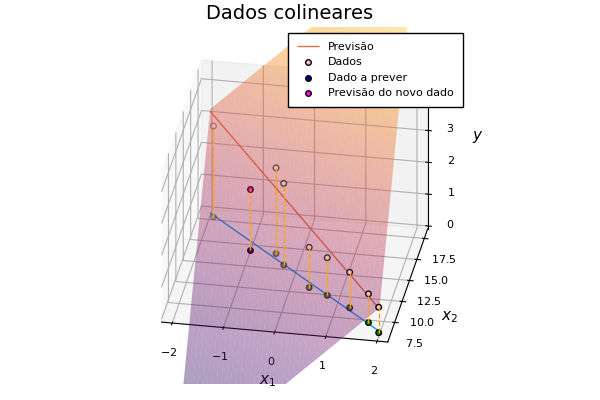 Dados colineares
Previsão
Dados
Dado a prever
Previsão do novo dado
y
3
2
1
0
17.5
15.0
12.5
10.0
7.5
x₂
−2
−1
0
1
2
x₁